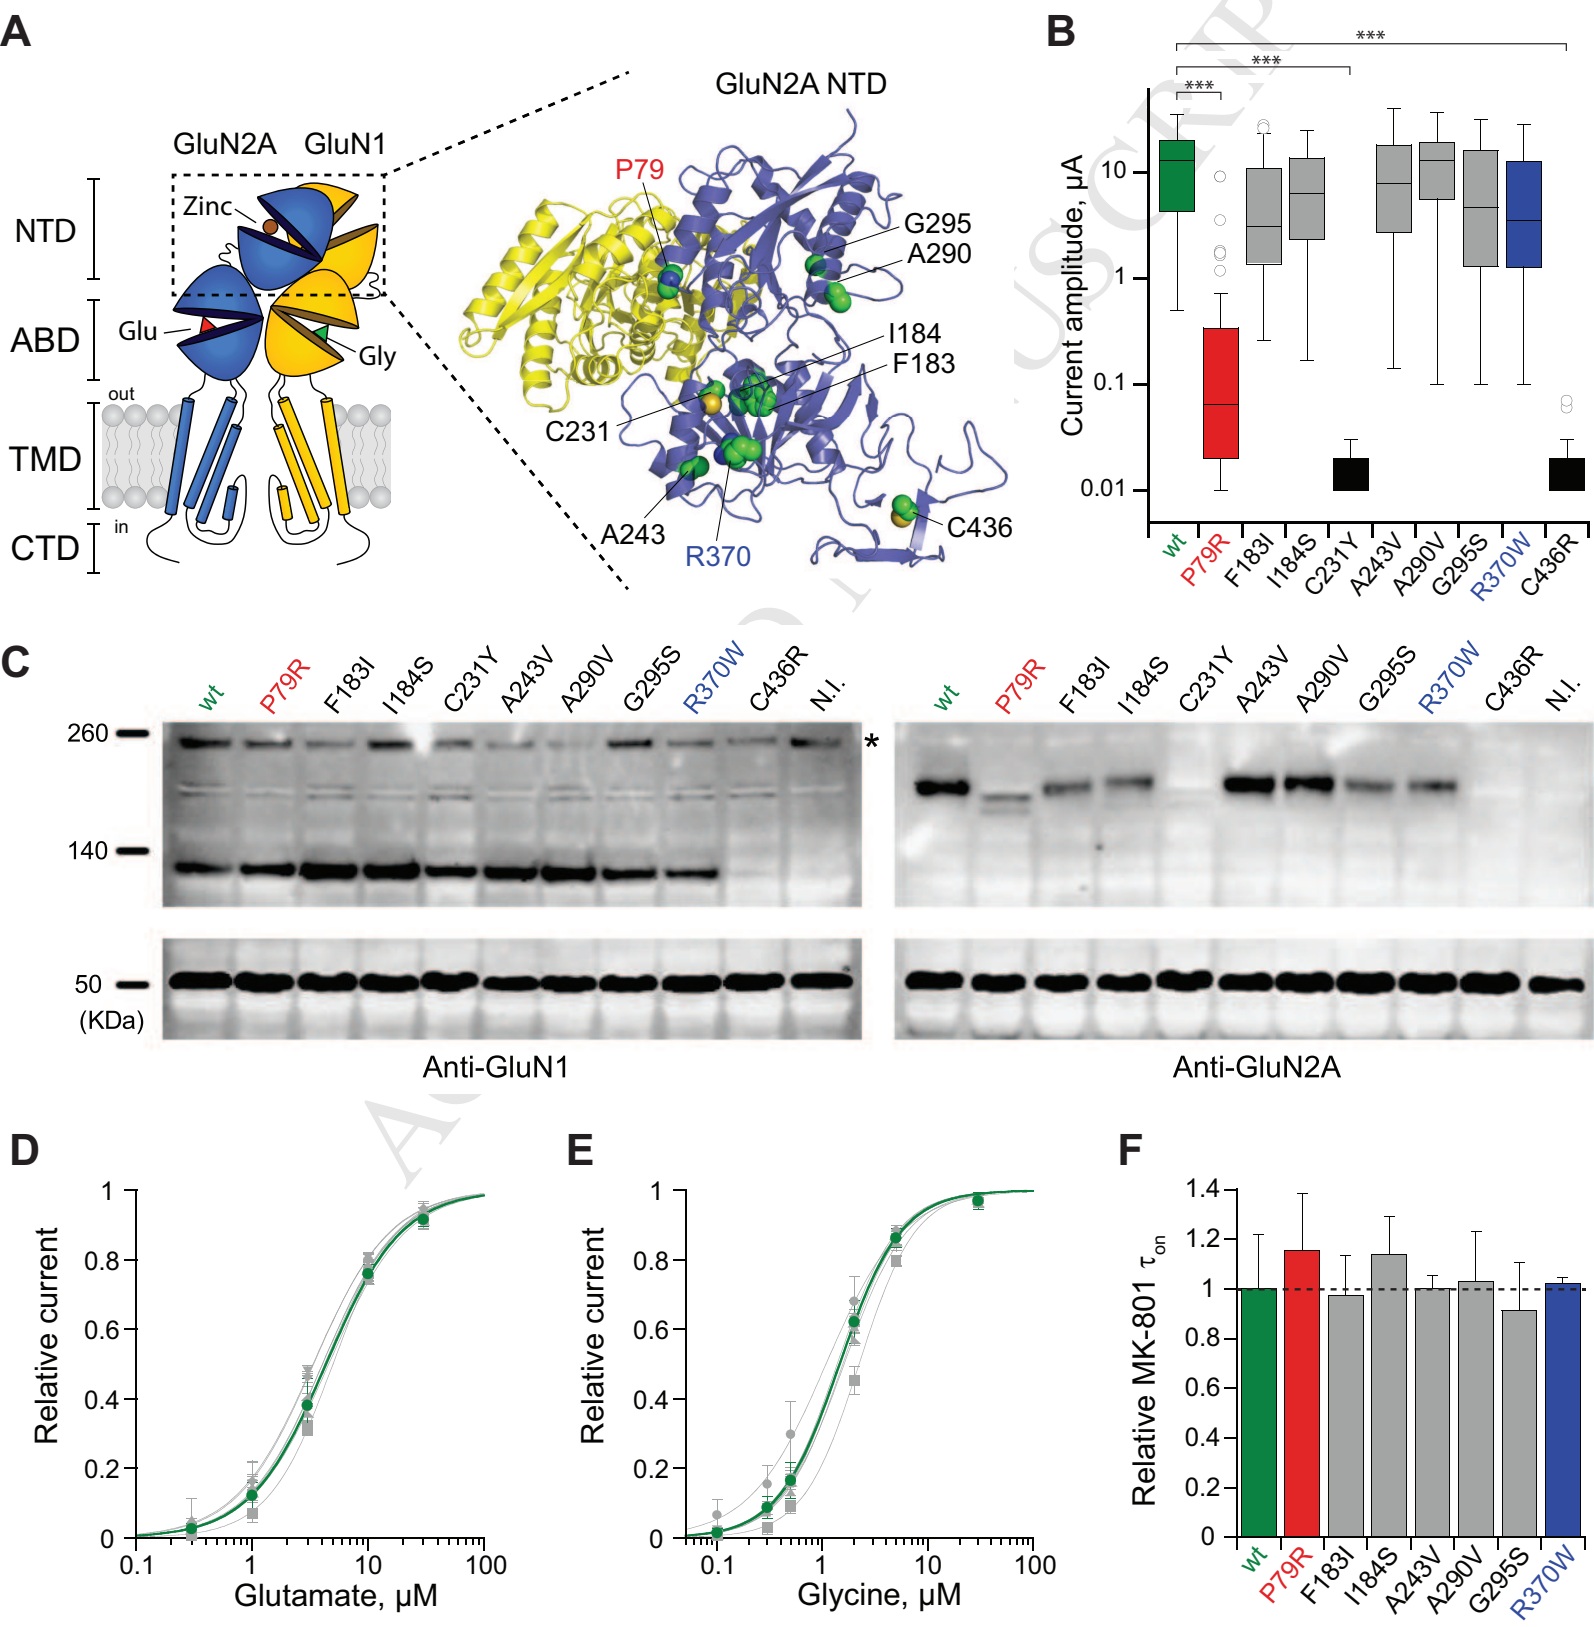 A
GluN2A GluN1
Zinc
NTD
ABD
TMD
CTD
Glu
Gly
out
in
GluN2A NTD
P79
G295
A290
I184
F183
C231
A243
R370
C436
B
***
***
***
Current amplitude, µA
10
1
0.1
0.01
wt P79R F183I I184S C231Y A243V A290V G295S R370W C436R
C
wt P79R F183I I184S C231Y A243V A290V G295S R370W C436R N.I.
wt P79R F183I I184S C231Y A243V A290V G295S R370W C436R N.I.
260
*
140
50
(KDa)
Anti-GluN1 Anti-GluN2A
D
Relative current
1
0.8
0.6
0.4
0.2
0
0.1 1 10 100
Glutamate, µM
E
Relative current
1
0.8
0.6
0.4
0.2
0
0.1 1 10 100
Glycine, µM
F
Relative MK-801 τon
1.4
1.2
1
0.8
0.6
0.4
0.2
0
wt P79R F183I I184S A243V A290V G295S R370W